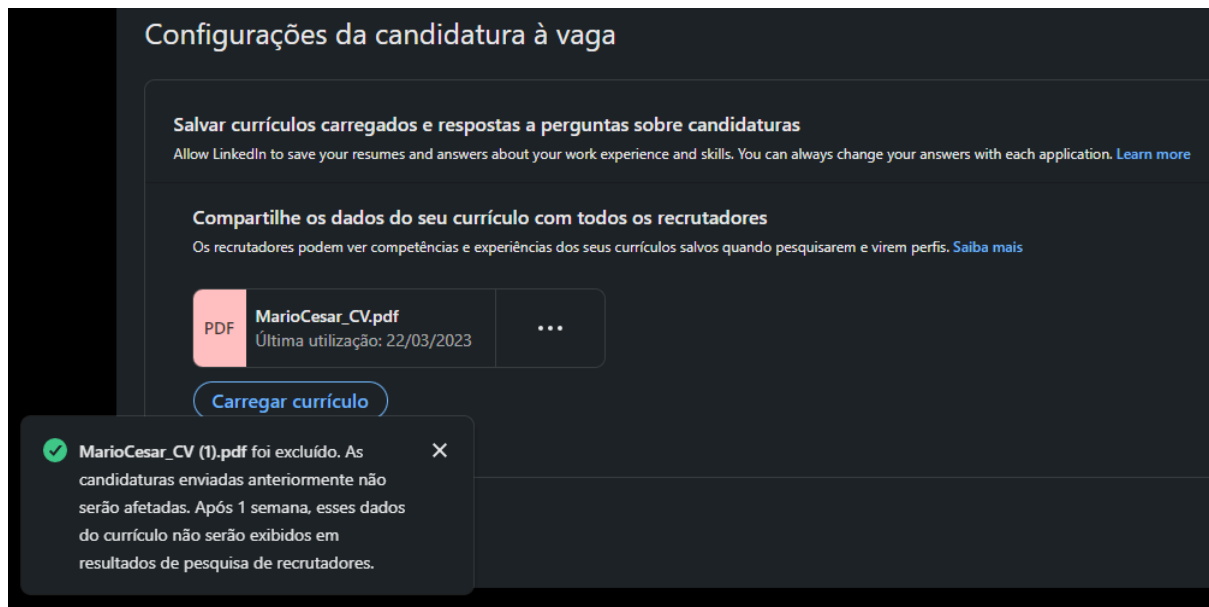 Configurações da candidatura à vaga
Salvar currículos carregados e respostas a perguntas sobre candidaturas
Allow LinkedIn to save your resumes and answers about your work experience and skills. You can always change your answers with each application. Learn more
Compartilhe os dados do seu currículo com todos os recrutadores
Os recrutadores podem ver competências e experiências dos seus currículos salvos quando pesquisarem e virem perfis. Saiba mais
PDF
MarioCesar_CV.pdf
Última utilização: 22/03/2023
Carregar currículo
MarioCesar_CV (1).pdf foi excluído. As
candidaturas enviadas anteriormente não
serão afetadas. Após 1 semana, esses dados
do currículo não serão exibidos em
resultados de pesquisa de recrutadores.